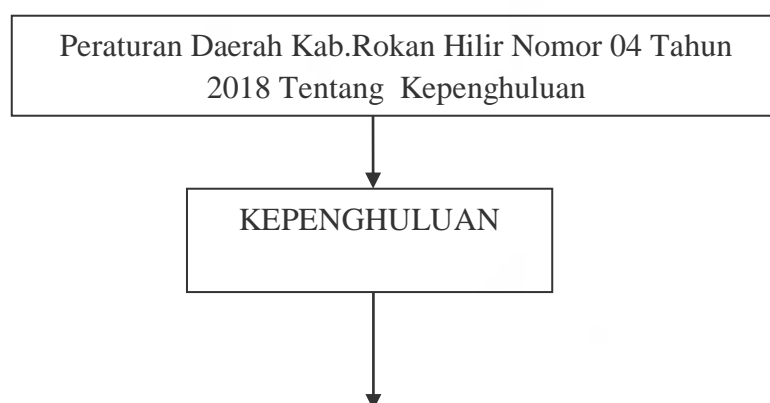 Peraturan Daerah Kab.Rokan Hilir Nomor 04 Tahun
2018 Tentang Kepenghuluan
KEPENGHULUAN